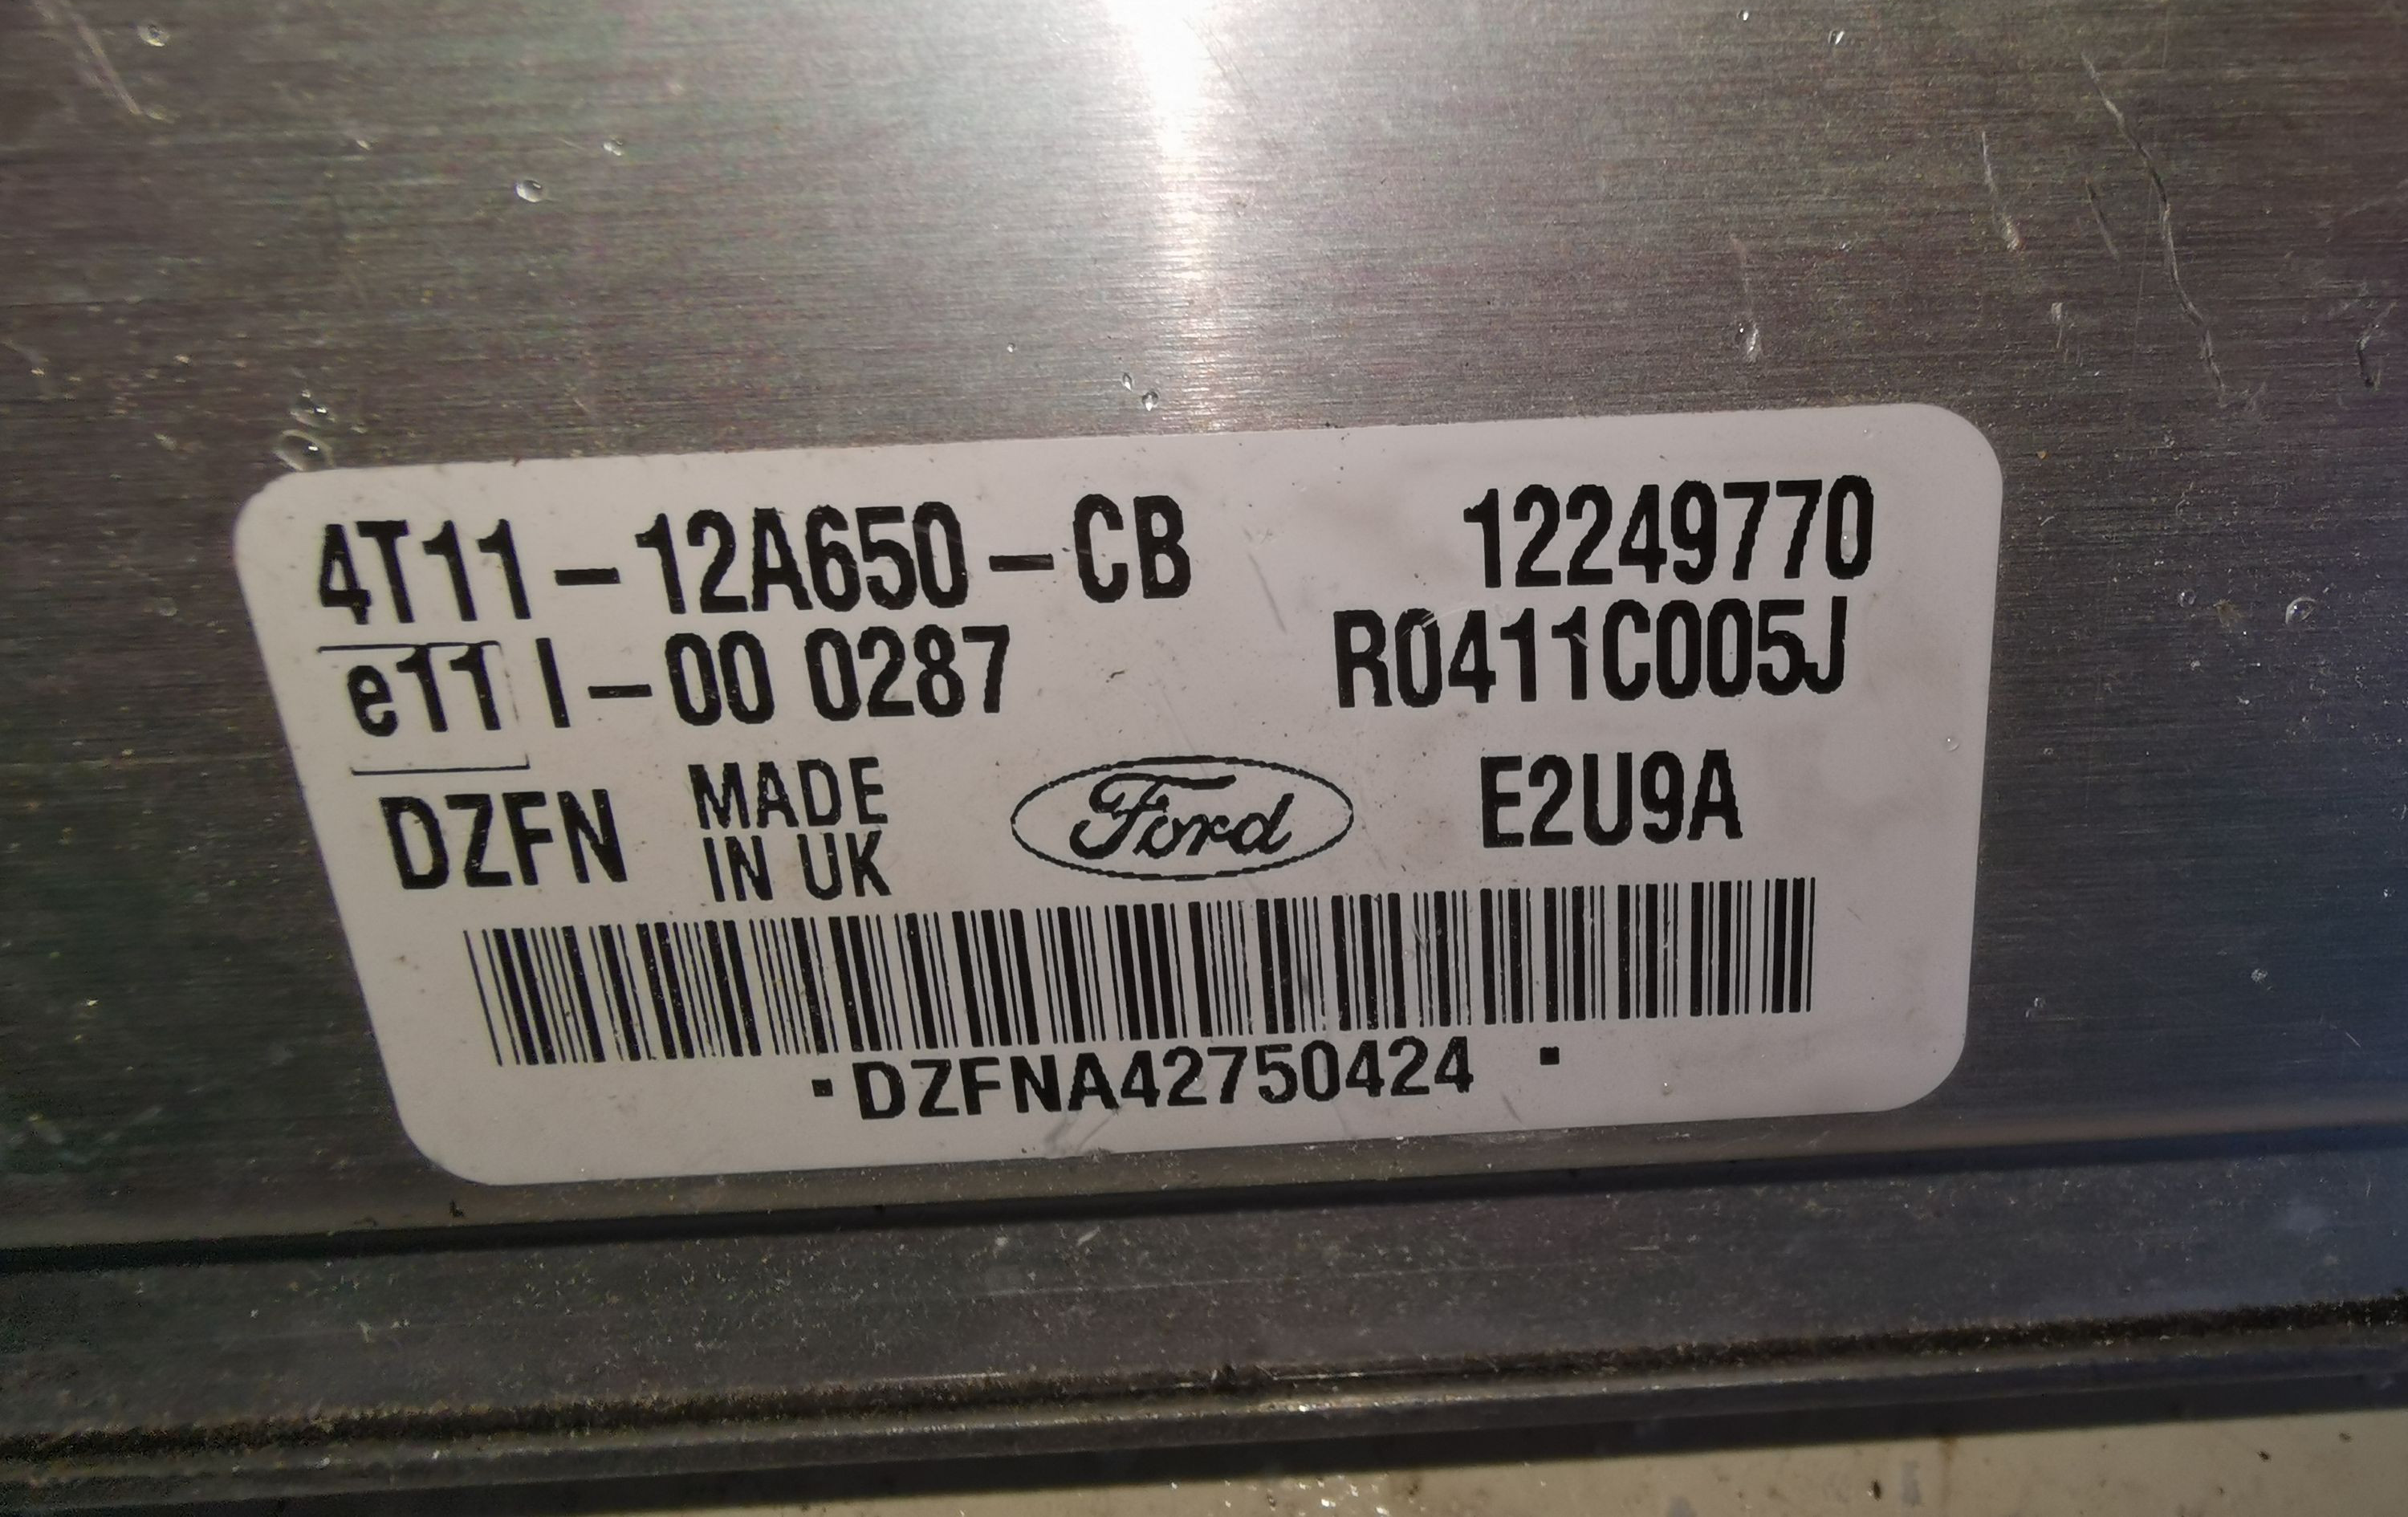 4T11-12A650-CB 12249770
e11 I-00 0287 R0411C005J
DZFN MADE IN UK Ford E2U9A
DZFNA42750424